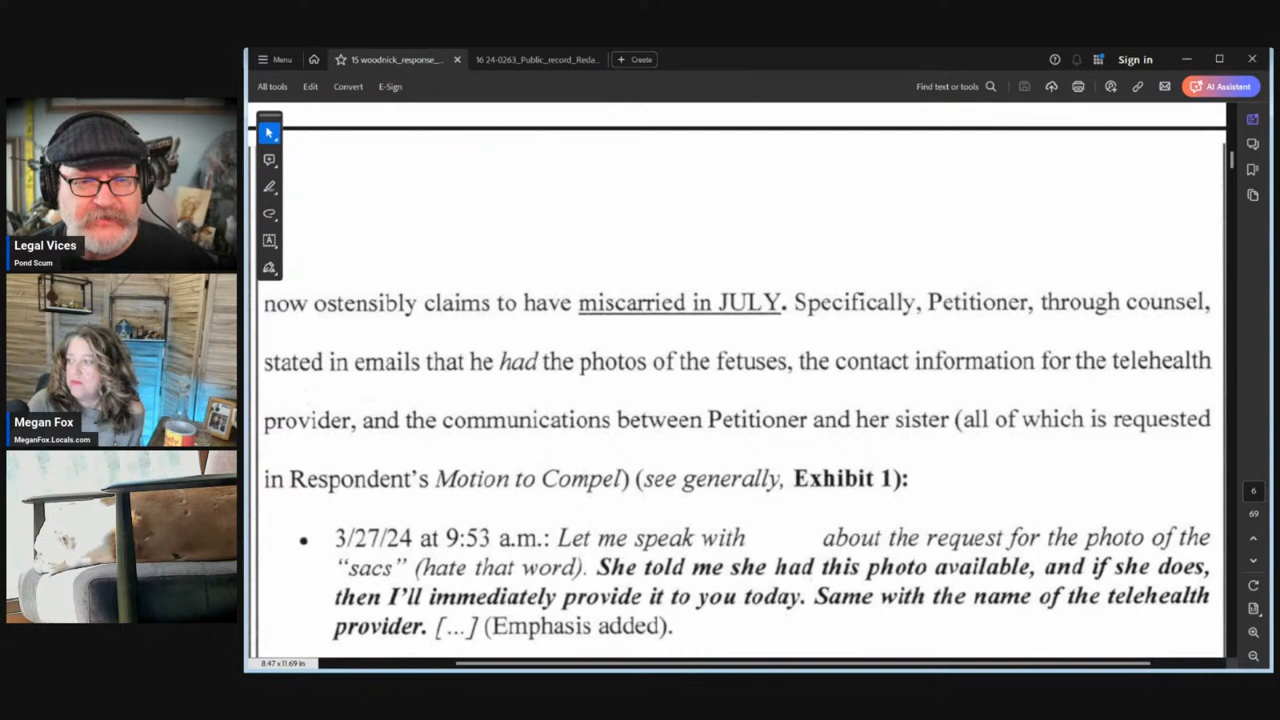 Menu
15 woodnick_response_...
16 24-0263_Public_record_Reda...
Create
Sign in
All tools
Edit
Convert
E-Sign
Find text or tools
AI Assistant
now ostensibly claims to have miscarried in JULY. Specifically, Petitioner, through counsel,
stated in emails that he had the photos of the fetuses, the contact information for the telehealth
provider, and the communications between Petitioner and her sister (all of which is requested
in Respondent's Motion to Compel) (see generally, Exhibit 1):
• 3/27/24 at 9:53 a.m.: Let me speak with about the request for the photo of the
"sacs" (hate that word). She told me she had this photo available, and if she does,
then I'll immediately provide it to you today. Same with the name of the telehealth
provider. [...] (Emphasis added).
8.47 x 11.69 in
6
69
Legal Vices
Pond Scum
Megan Fox
MeganFox.Locals.com